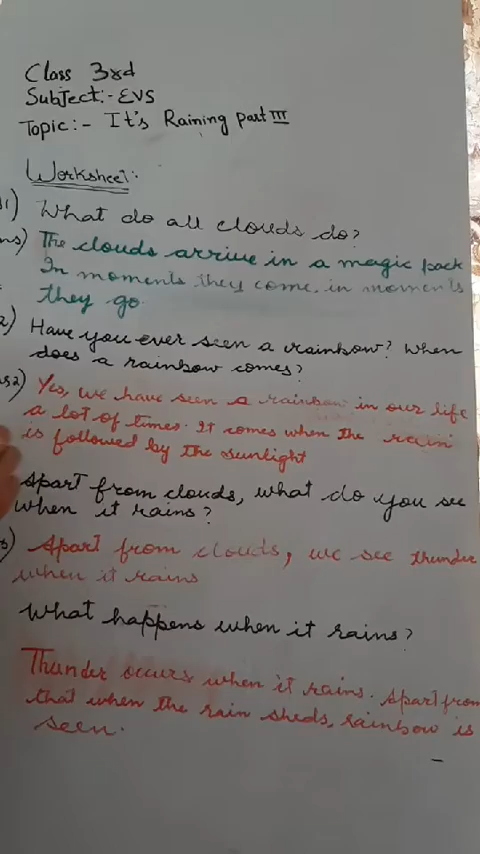 Class 3rd
Subject:- EVS
Topic:- It's Raining part III
Worksheet:
1) What do all clouds do?
ns) The clouds arrive in a magic pack
In moments they come, in moments
they go.
2) Have you ever seen a rainbow? When
does a rainbow comes?
ns2) Yes, we have seen a rainbow in our life
a lot of times. It comes when the rain
is followed by the sunlight
Apart from clouds, what do you see
when it rains?
s) Apart from clouds, we see thunder
when it rains
What happens when it rains?
Thunder occurs when it rains. Apart from
that when the rain sheds, rainbow is
seen.